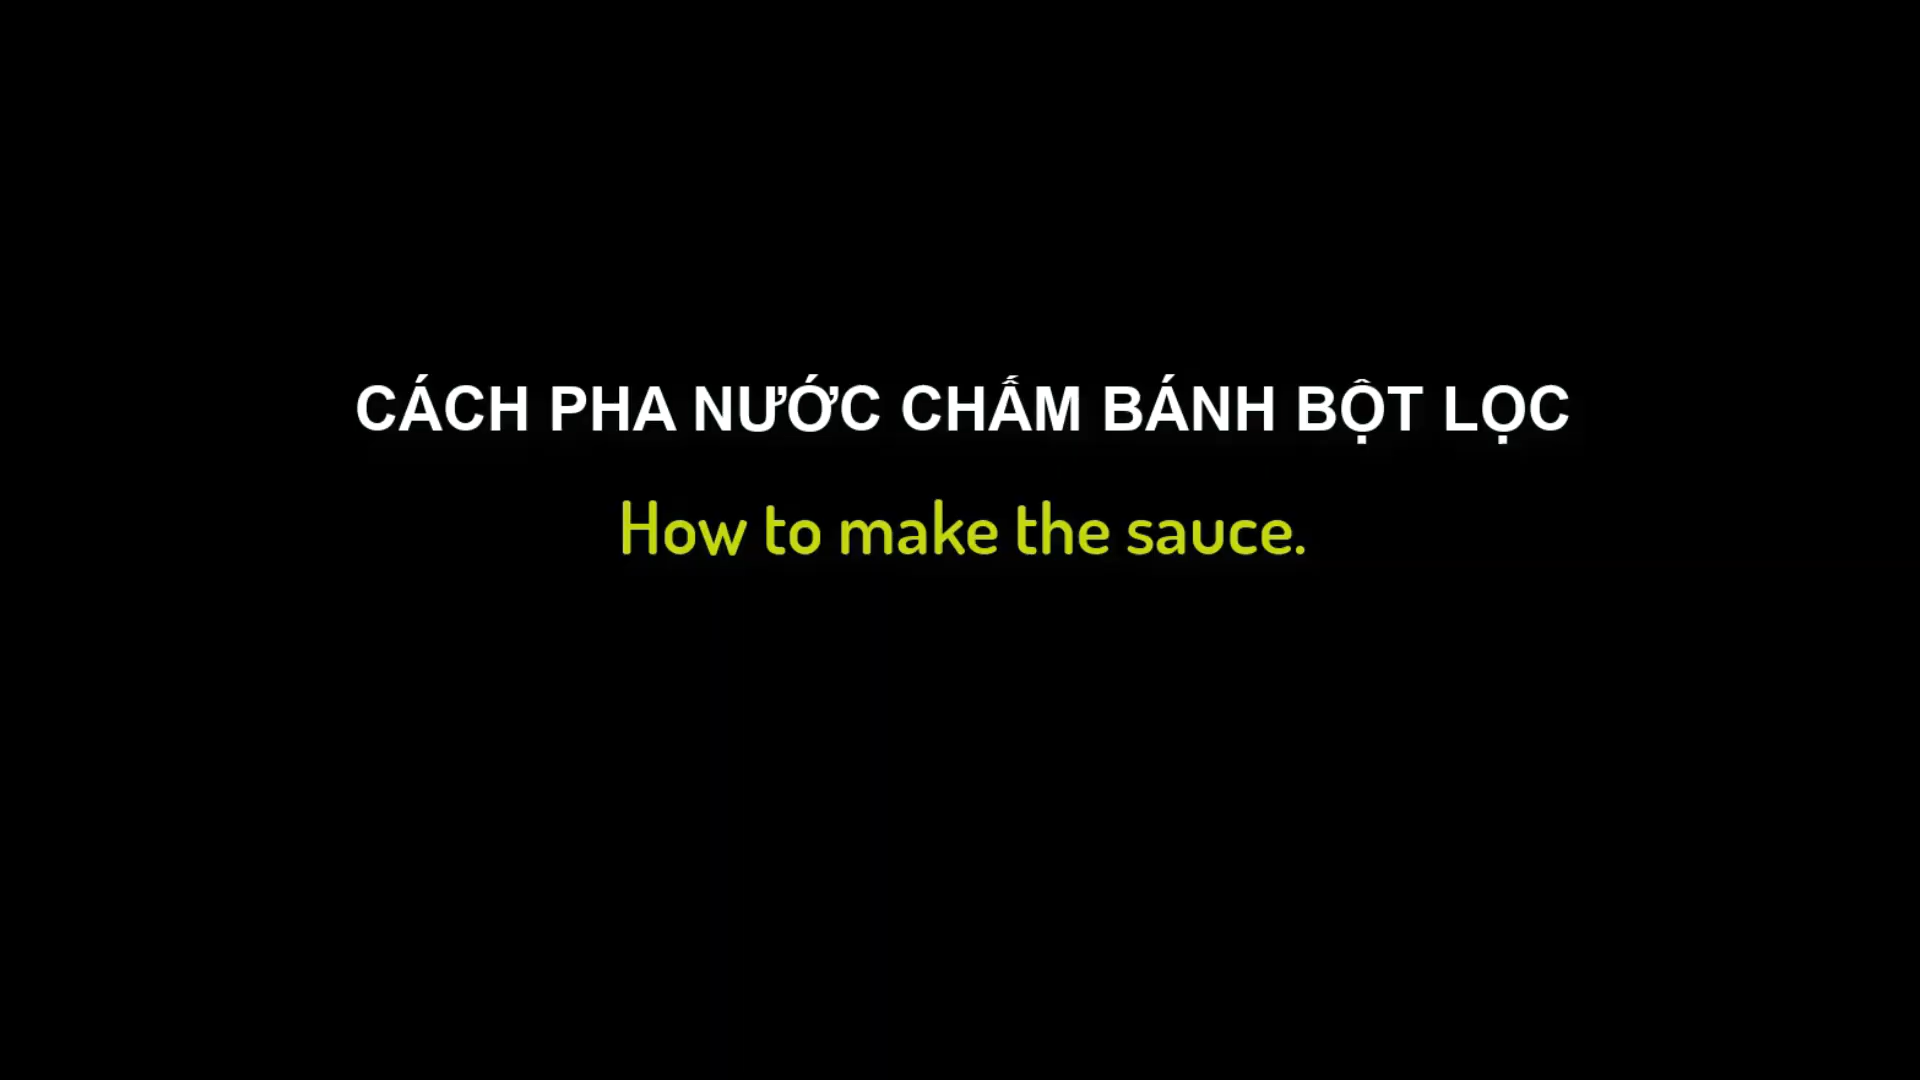 CÁCH PHA NƯỚC CHẤM BÁNH BỘT LỌC
How to make the sauce.